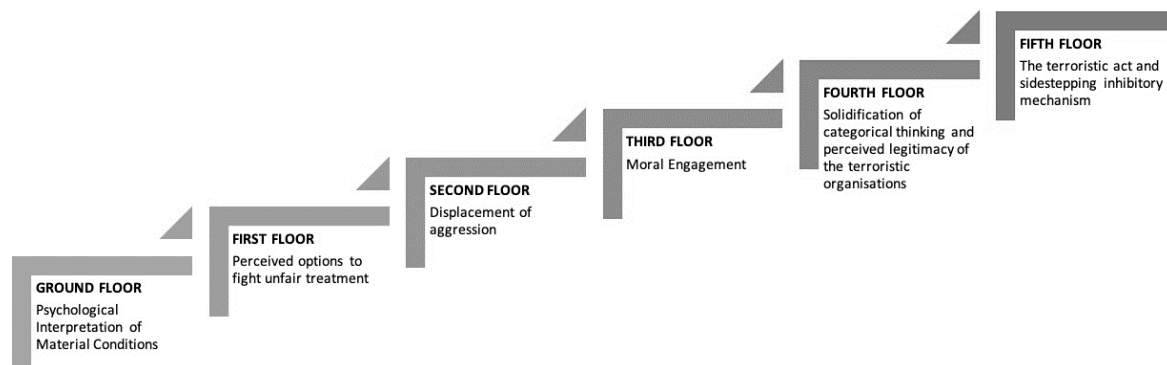 GROUND FLOOR
Psychological
Interpretation of
Material Conditions
FIRST FLOOR
Perceived options to
fight unfair treatment
SECOND FLOOR
Displacement of
aggression
THIRD FLOOR
Moral Engagement
FOURTH FLOOR
Solidification of
categorical thinking and
perceived legitimacy of
the terroristic
organisations
FIFTH FLOOR
The terroristic act and
sidestepping inhibitory
mechanism